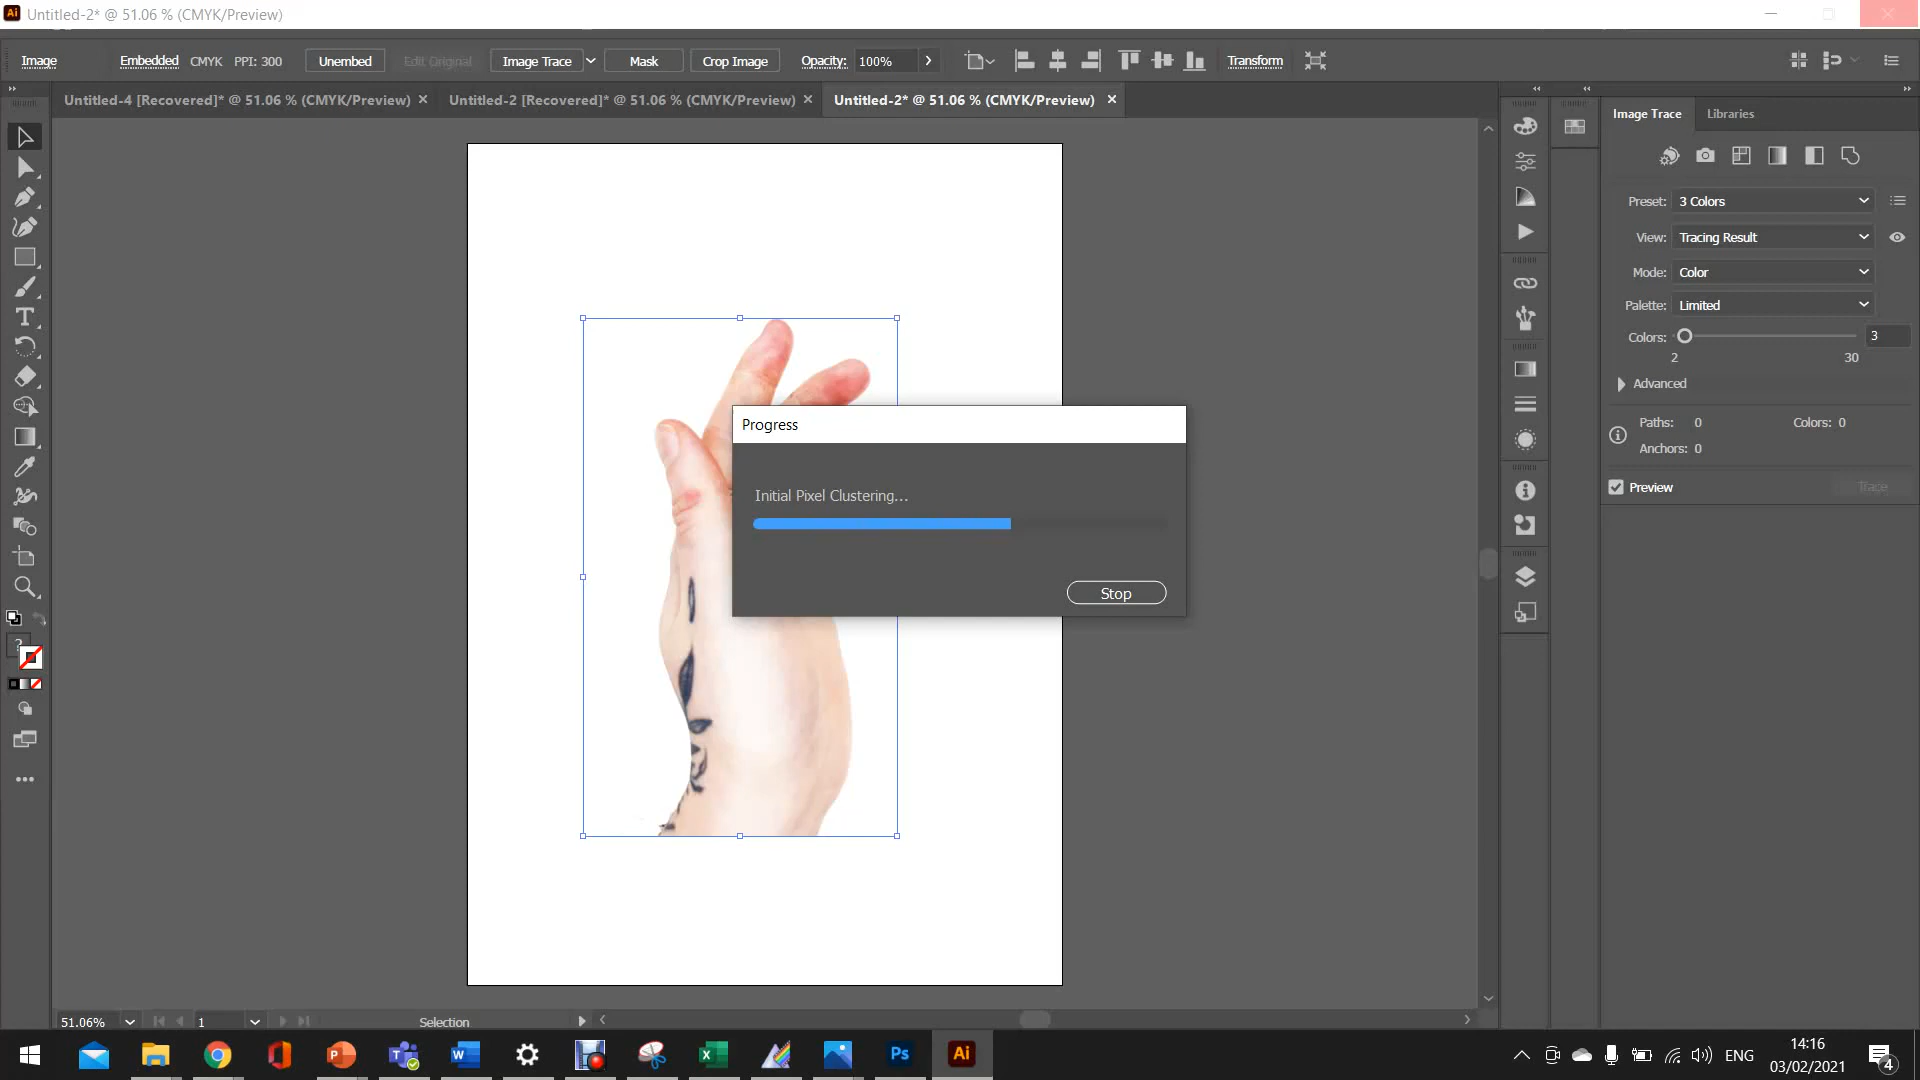 Untitled-2* @ 51.06 % (CMYK/Preview)
Image Embedded CMYK PPI: 300 Unembed Edit Original Image Trace Mask Crop Image Opacity: 100% Transform
Untitled-4 [Recovered]* @ 51.06 % (CMYK/Preview) Untitled-2 [Recovered]* @ 51.06 % (CMYK/Preview) Untitled-2* @ 51.06 % (CMYK/Preview)
Image Trace Libraries
Preset: 3 Colors
View: Tracing Result
Mode: Color
Palette: Limited
Colors: 3
2 30
Advanced
Paths: 0 Colors: 0
Anchors: 0
Preview Trace
Progress
Initial Pixel Clustering...
Stop
51.06% 1 Selection
ENG
14:16
03/02/2021
4